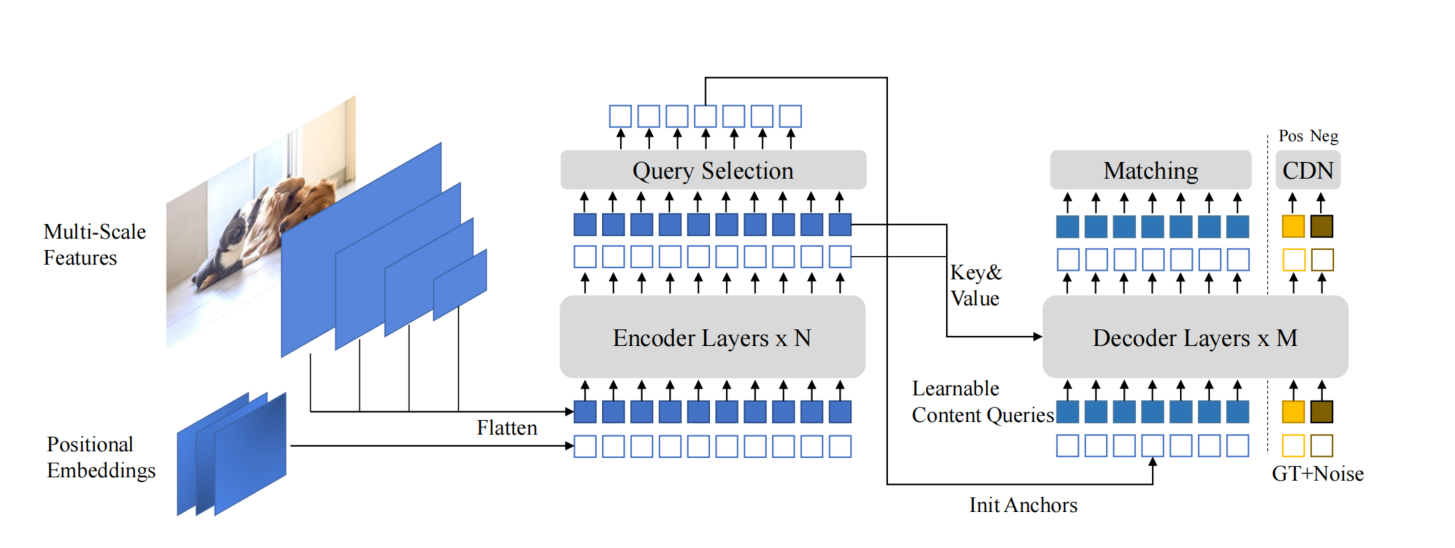 Multi-Scale
Features
Positional
Embeddings
Flatten
Query Selection
Encoder Layers x N
Key&
Value
Learnable
Content Queries
Init Anchors
Matching
Decoder Layers x M
Pos Neg
CDN
GT+Noise